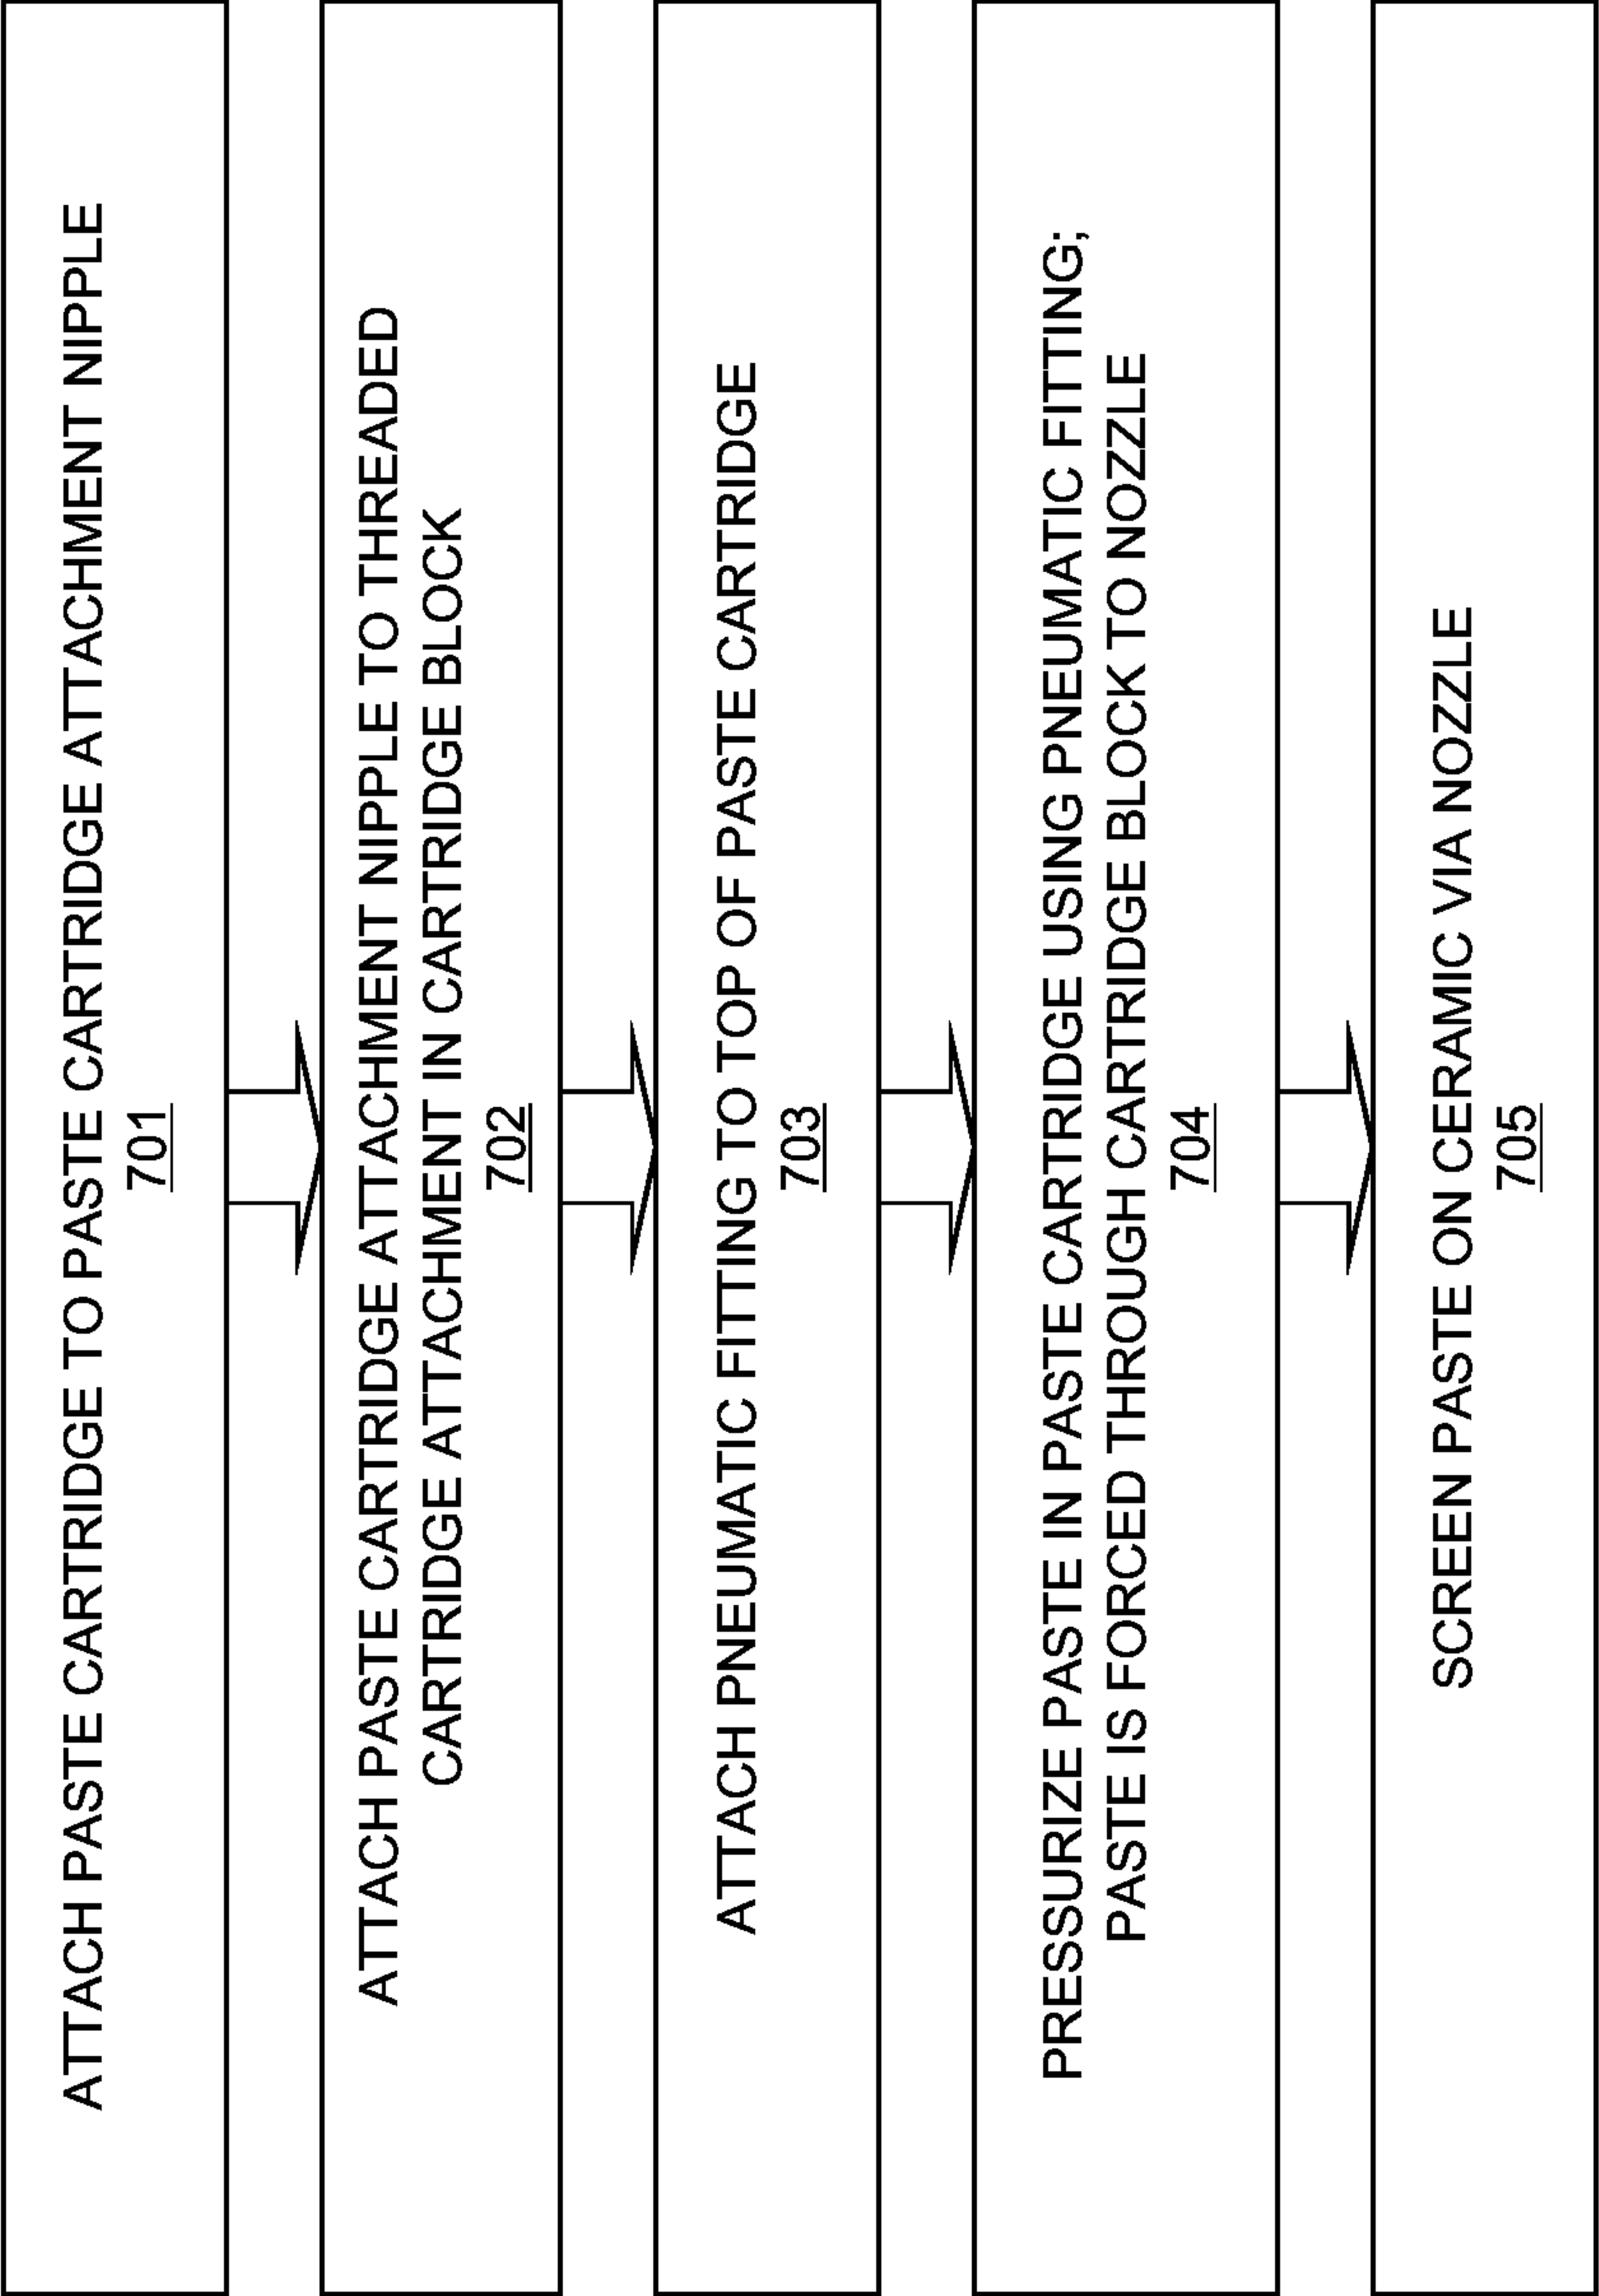 ATTACH PASTE CARTRIDGE TO PASTE CARTRIDGE ATTACHMENT NIPPLE
701
ATTACH PASTE CARTRIDGE ATTACHMENT NIPPLE TO THREADED
CARTRIDGE ATTACHMENT IN CARTRIDGE BLOCK
702
ATTACH PNEUMATIC FITTING TO TOP OF PASTE CARTRIDGE
703
PRESSURIZE PASTE IN PASTE CARTRIDGE USING PNEUMATIC FITTING;
PASTE IS FORCED THROUGH CARTRIDGE BLOCK TO NOZZLE
704
SCREEN PASTE ON CERAMIC VIA NOZZLE
705